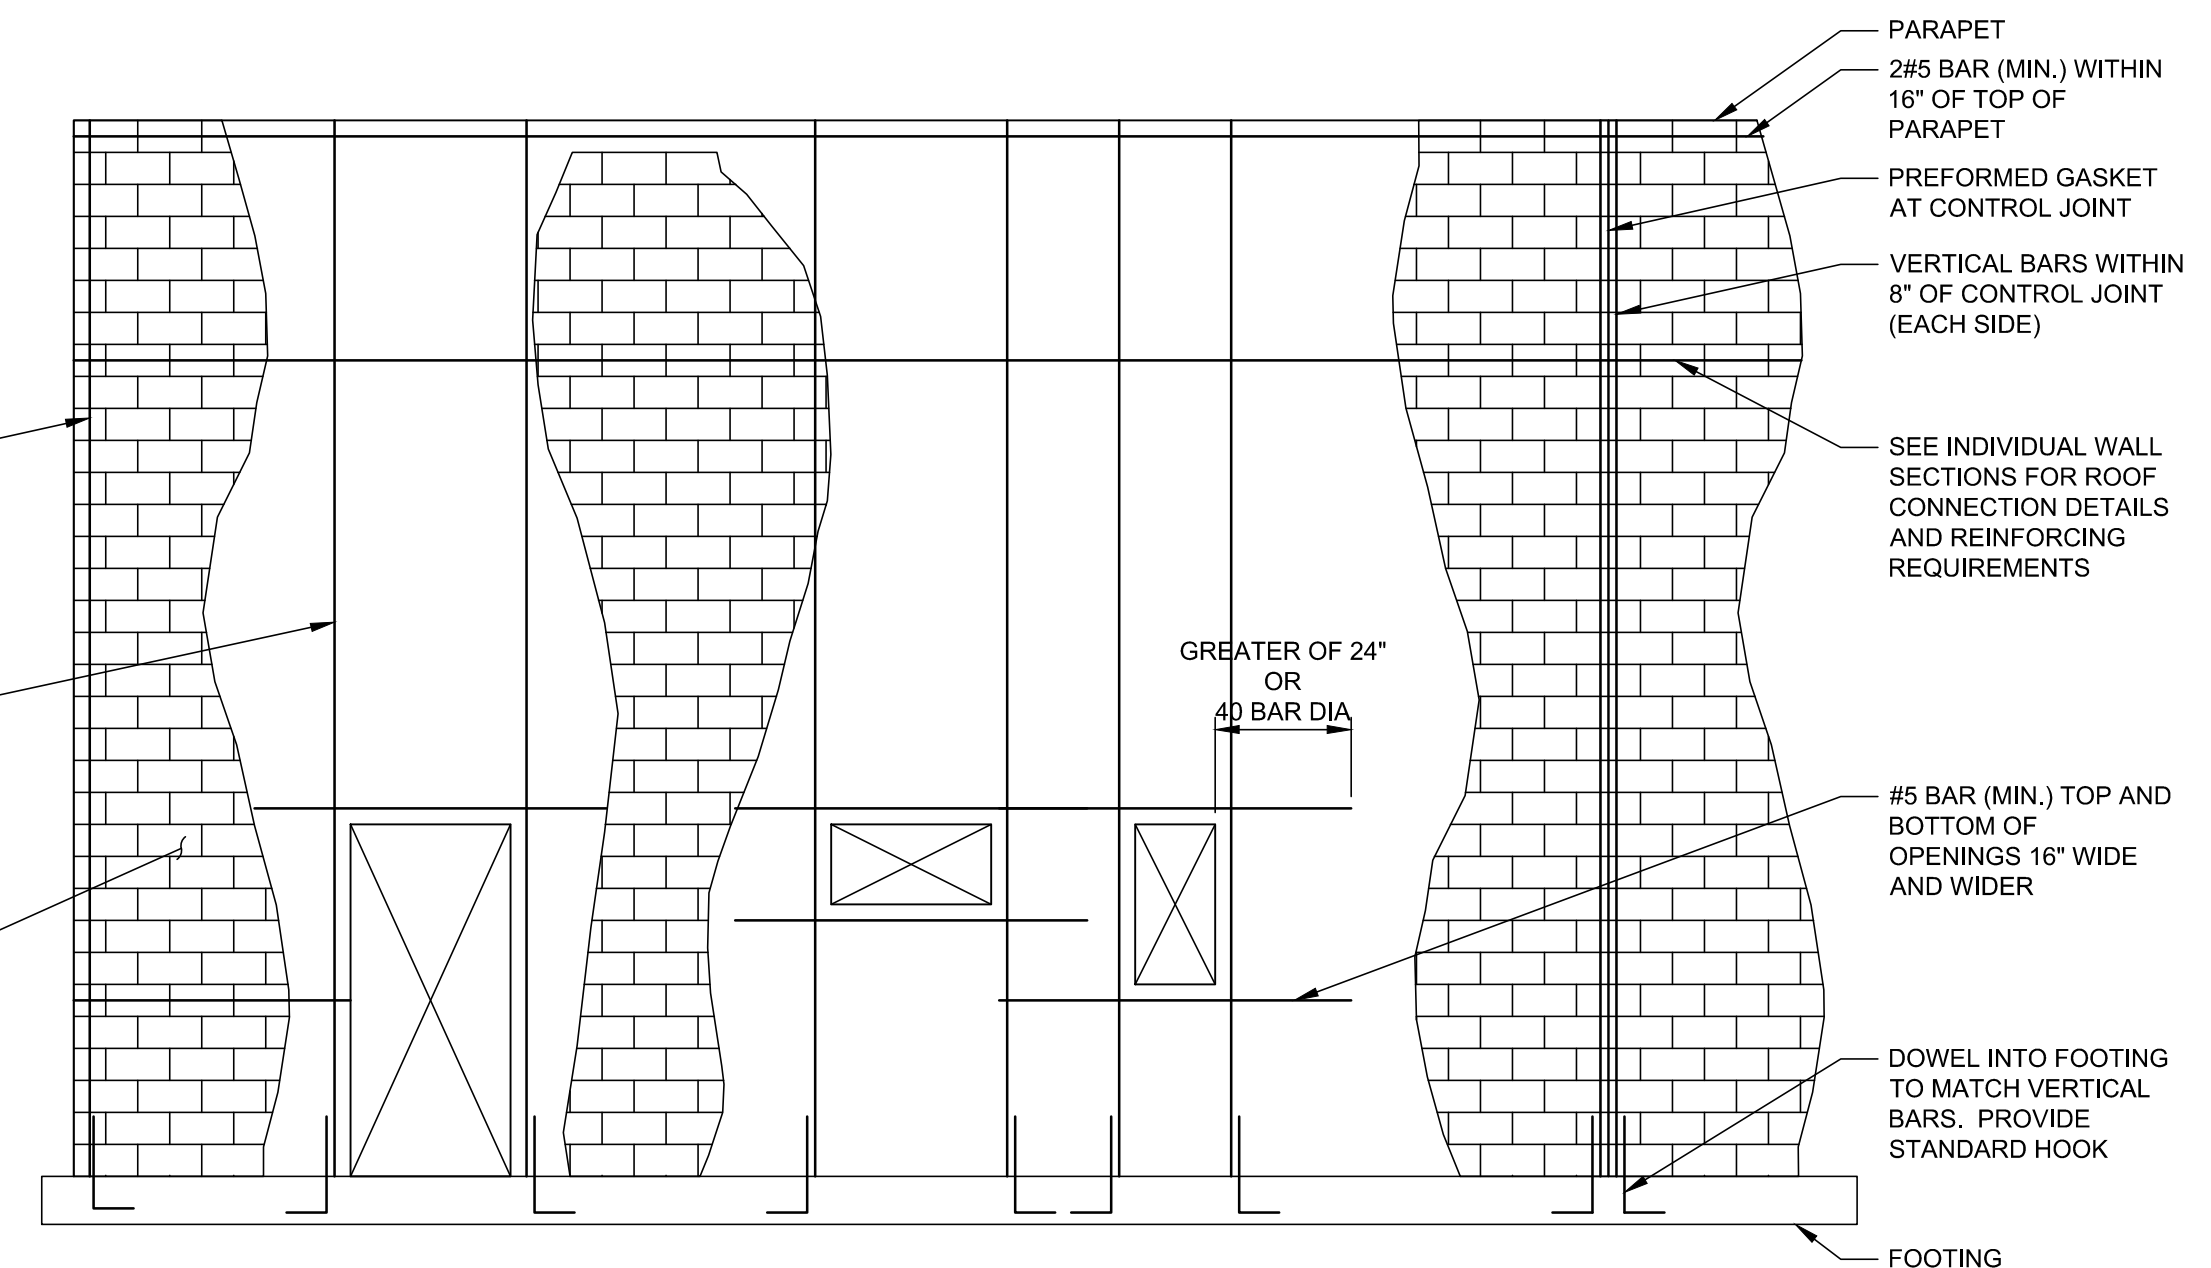 PARAPET
2#5 BAR (MIN.) WITHIN
16" OF TOP OF
PARAPET
PREFORMED GASKET
AT CONTROL JOINT
VERTICAL BARS WITHIN
8" OF CONTROL JOINT
(EACH SIDE)
SEE INDIVIDUAL WALL
SECTIONS FOR ROOF
CONNECTION DETAILS
AND REINFORCING
REQUIREMENTS
GREATER OF 24"
OR
40 BAR DIA
#5 BAR (MIN.) TOP AND
BOTTOM OF
OPENINGS 16" WIDE
AND WIDER
DOWEL INTO FOOTING
TO MATCH VERTICAL
BARS. PROVIDE
STANDARD HOOK
FOOTING